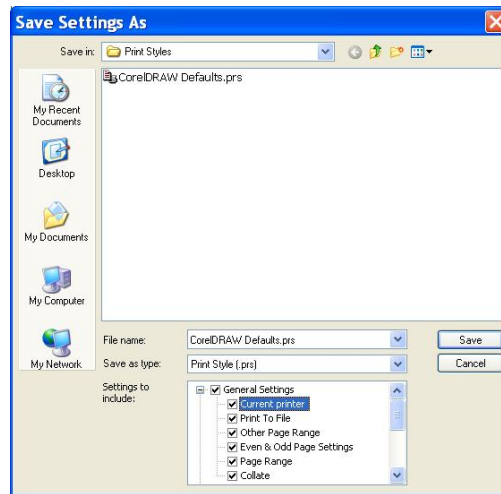 Save Settings As
Save in: Print Styles
CorelDRAW Defaults.prs
My Recent
Documents
Desktop
My Documents
My Computer
My Network
File name: CorelDRAW Defaults.prs Save
Save as type: Print Style (.prs) Cancel
Settings to
include:
General Settings
Current printer
Print To File
Other Page Range
Even & Odd Page Settings
Page Range
Collate